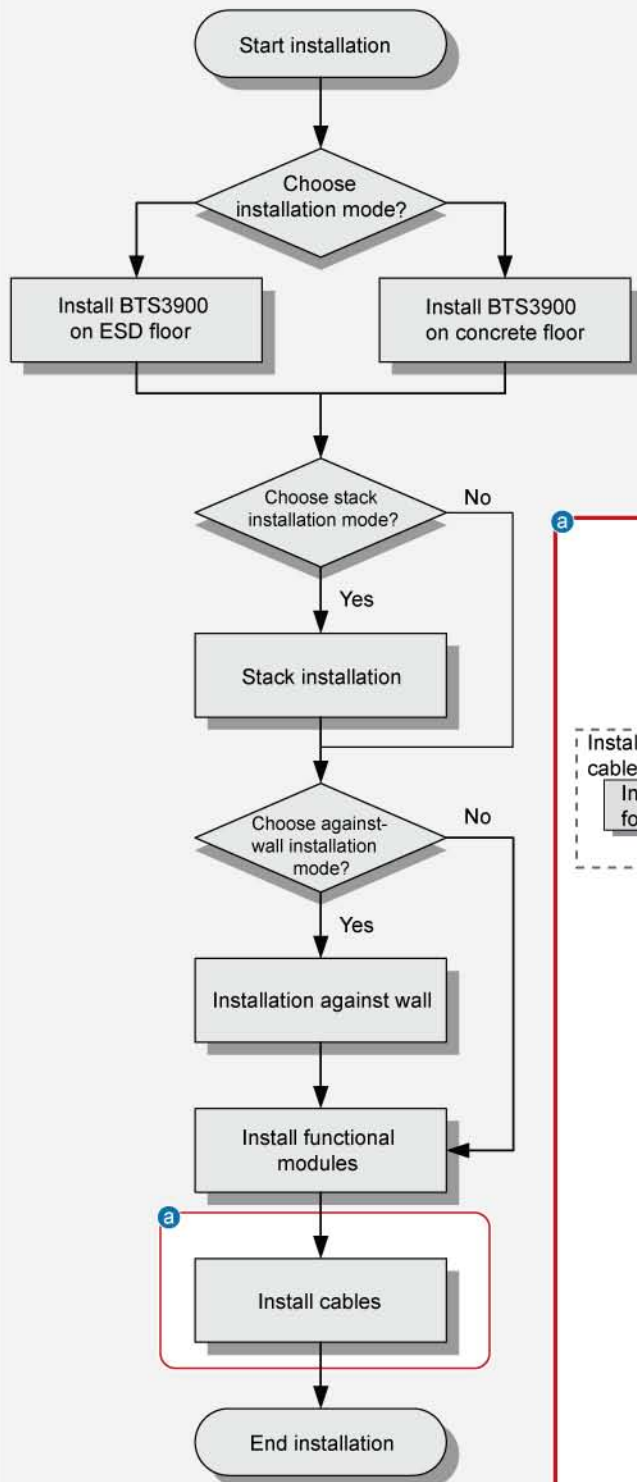 Start installation
Choose
installation mode?
Install BTS3900
on ESD floor
Install BTS3900
on concrete floor
Choose stack
installation mode?
No
Yes
Stack installation
Choose against-
wall installation
mode?
No
Yes
Installation against wall
Install functional
modules
a
Install cables
End installation
a